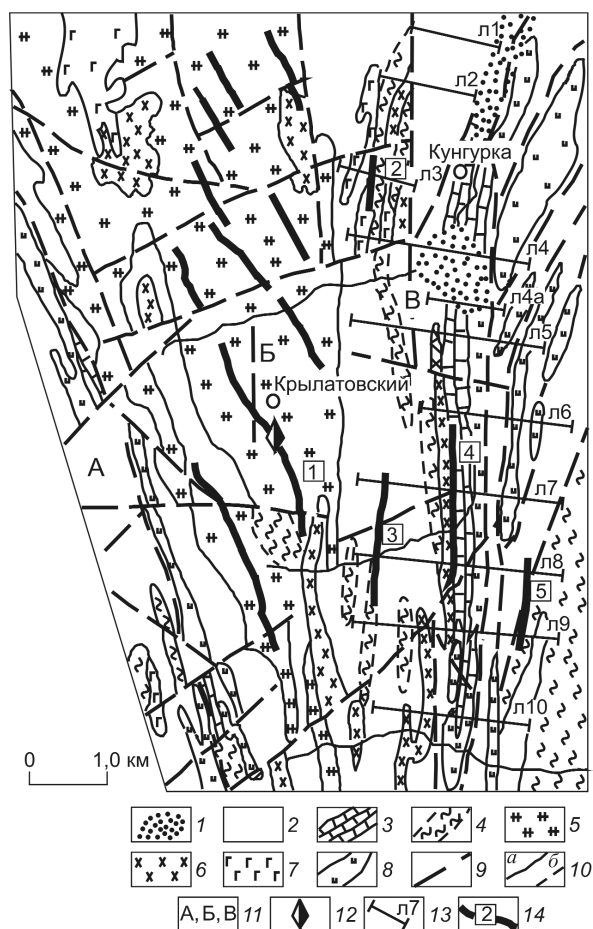 л1
л2
Кунгурка
2
л3
л4
В
л4а
л5
Б
Крылатовский
л6
А
4
1
л7
3
л8
5
л9
л10
0 1,0 км
1 2 3 4 5
6 7 8 9 а б 10
А, Б, В 11 12 л7 13 2 14